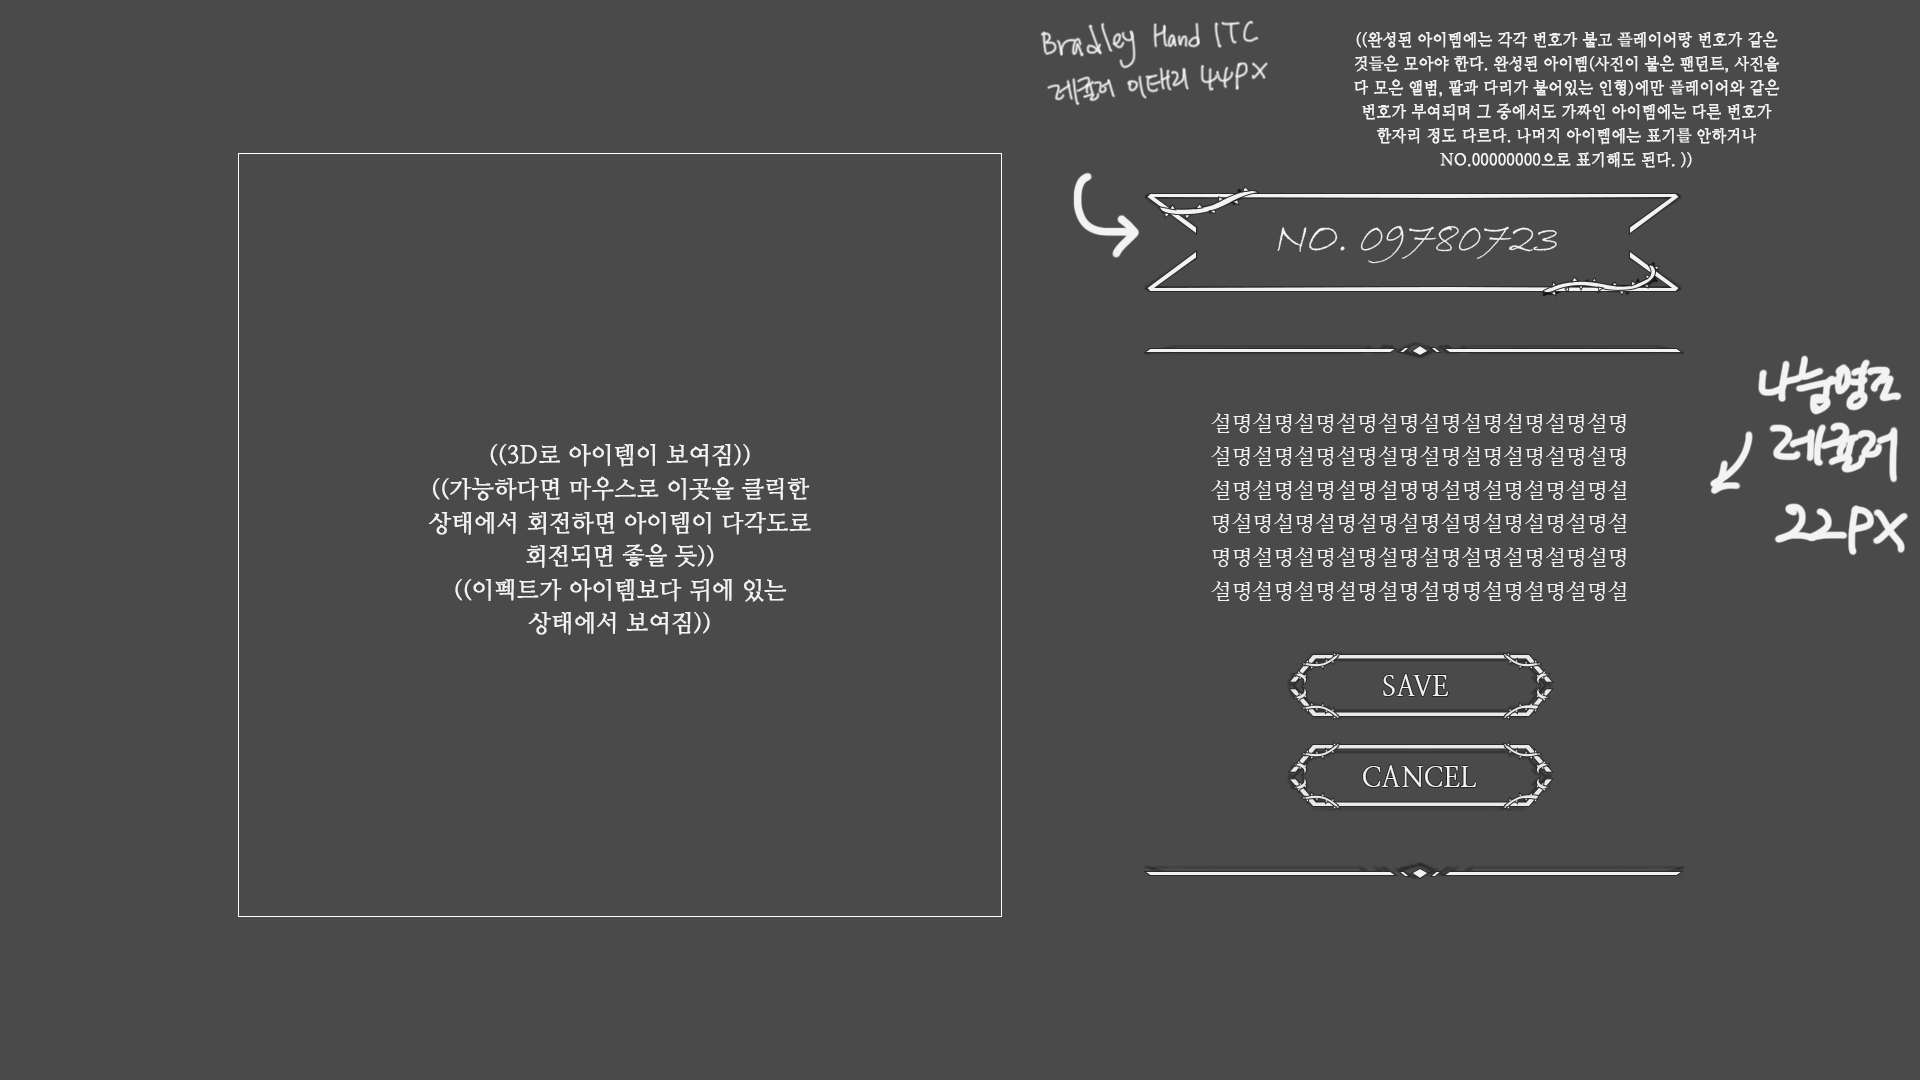 Bradley Hand ITC
레귤러 이태리 44PX
((완성된 아이템에는 각각 번호가 붙고 플레이어랑 번호가 같은
것들은 모아야 한다. 완성된 아이템(사진이 붙은 팬던트, 사진을
다 모은 앨범, 팔과 다리가 붙어있는 인형)에만 플레이어와 같은
번호가 부여되며 그 중에서도 가짜인 아이템에는 다른 번호가
한자리 정도 다르다. 나머지 아이템에는 표기를 안하거나
NO.00000000으로 표기해도 된다. ))
NO. 09780723
((3D로 아이템이 보여짐))
((가능하다면 마우스로 이곳을 클릭한
상태에서 회전하면 아이템이 다각도로
회전되면 좋을 듯))
((이펙트가 아이템보다 뒤에 있는
상태에서 보여짐))
설명설명설명설명설명설명설명설명설명설명
설명설명설명설명설명설명설명설명설명설명
설명설명설명설명설명명설명설명설명설명설
명설명설명설명설명설명설명설명설명설명설
명명설명설명설명설명설명설명설명설명설명
설명설명설명설명설명설명명설명설명설명설
나눔명조
레귤러
22PX
SAVE
CANCEL